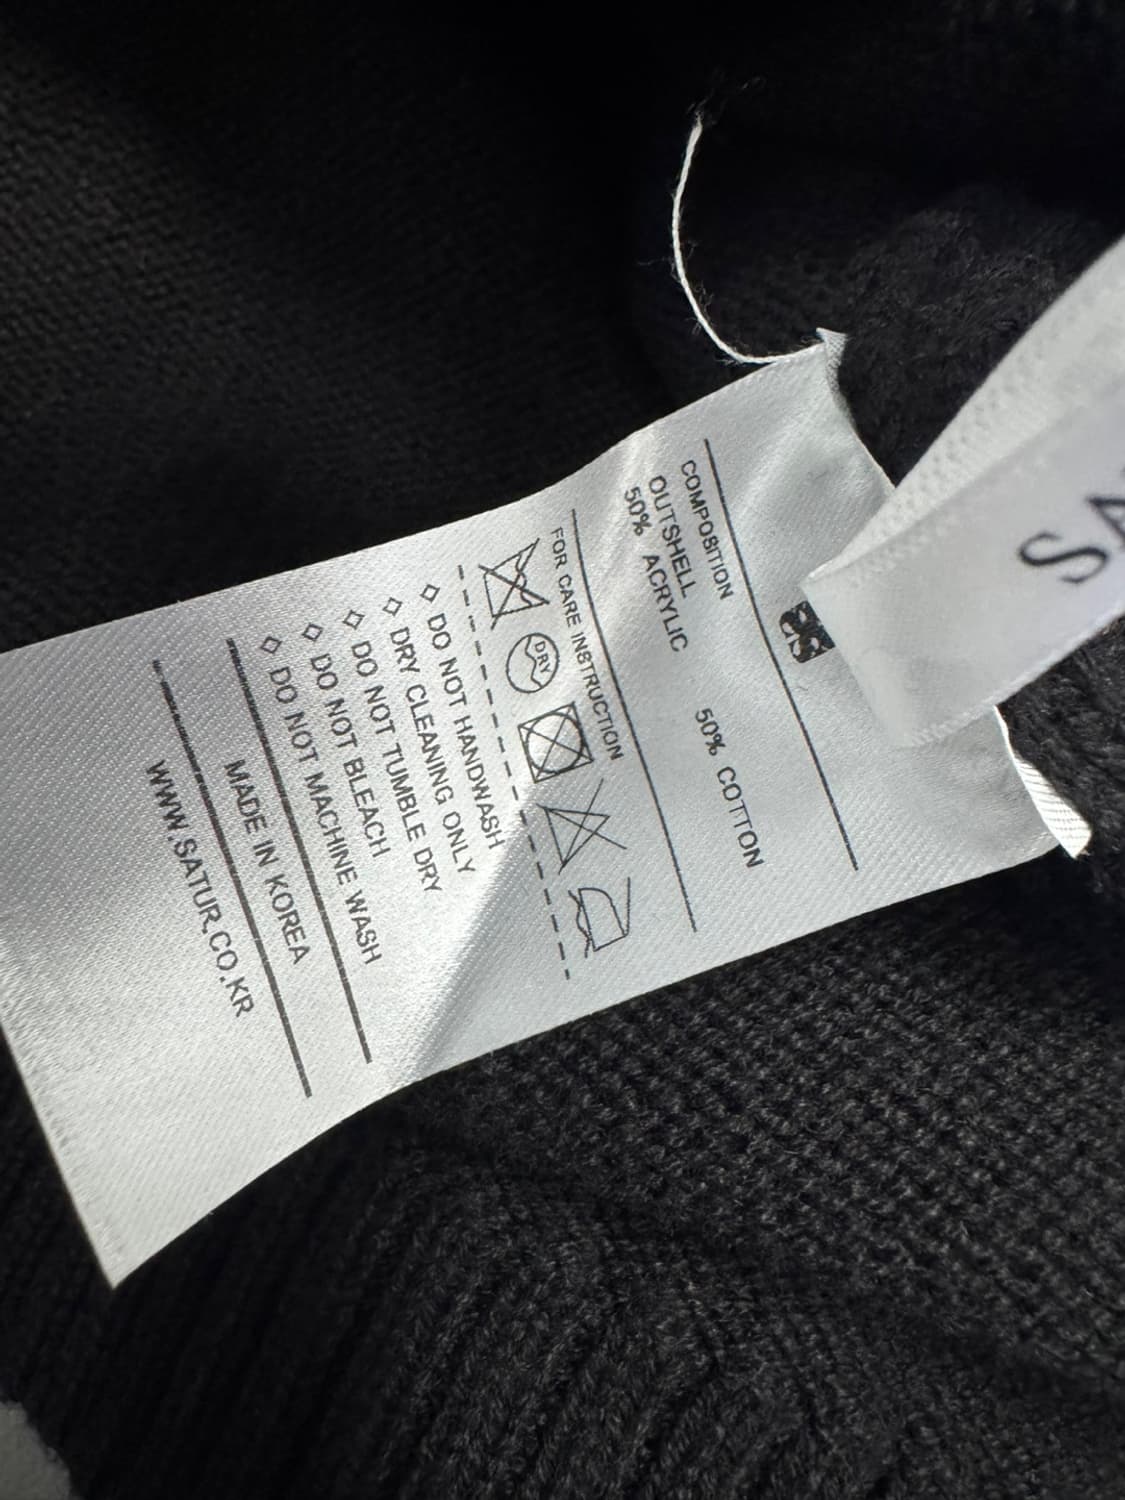 SA
COMPOSITION
OUTSHELL
50% ACRYLIC 50% COTTON
FOR CARE INSTRUCTION
DRY
◇ DO NOT HANDWASH
◇ DRY CLEANING ONLY
◇ DO NOT TUMBLE DRY
◇ DO NOT BLEACH
◇ DO NOT MACHINE WASH
MADE IN KOREA
WWW.SATUR.CO.KR